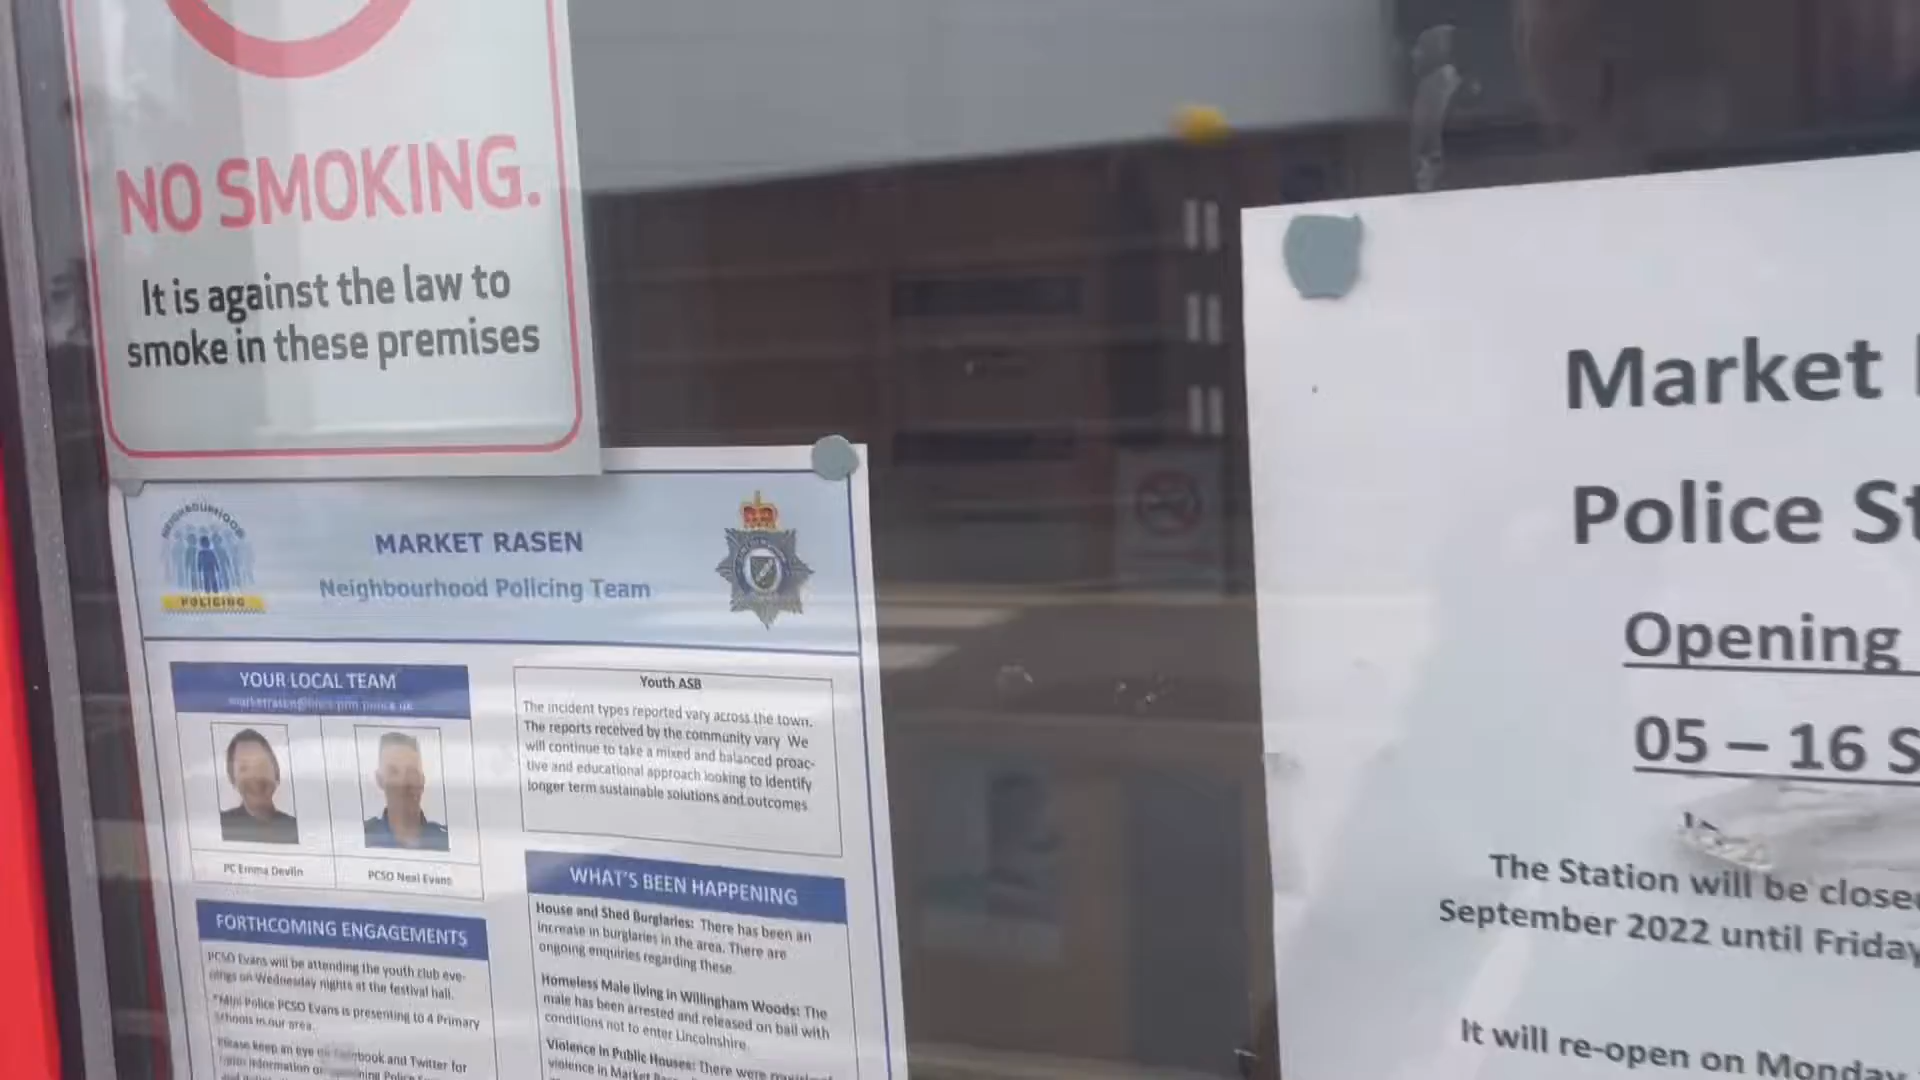 NO SMOKING.
It is against the law to
smoke in these premises
NEIGHBOURHOOD
POLICING
MARKET RASEN
Neighbourhood Policing Team
YOUR LOCAL TEAM
PC Emma Devlin
PCSO Neal Evans
FORTHCOMING ENGAGEMENTS
PCSO Evans will be attending the youth club eve-
nings on Wednesday nights at the festival hall.
*Mini Police PCSO Evans is presenting to 4 Primary
schools in our area.
Please keep an eye on Facebook and Twitter for
information
Youth ASB
The incident types reported vary across the town.
The reports received by the community vary We
will continue to take a mixed and balanced proac-
tive and educational approach looking to identify
longer term sustainable solutions and outcomes
WHAT'S BEEN HAPPENING
House and Shed Burglaries: There has been an
increase in burglaries in the area. There are
ongoing enquiries regarding these.
Homeless Male living in Willingham Woods: The
male has been arrested and released on bail with
conditions not to enter Lincolnshire.
Violence in Public Houses: There were
violence in Market
Market
Police St
Opening
05 – 16 S
The Station will be close
September 2022 until Friday
It will re-open on Monday